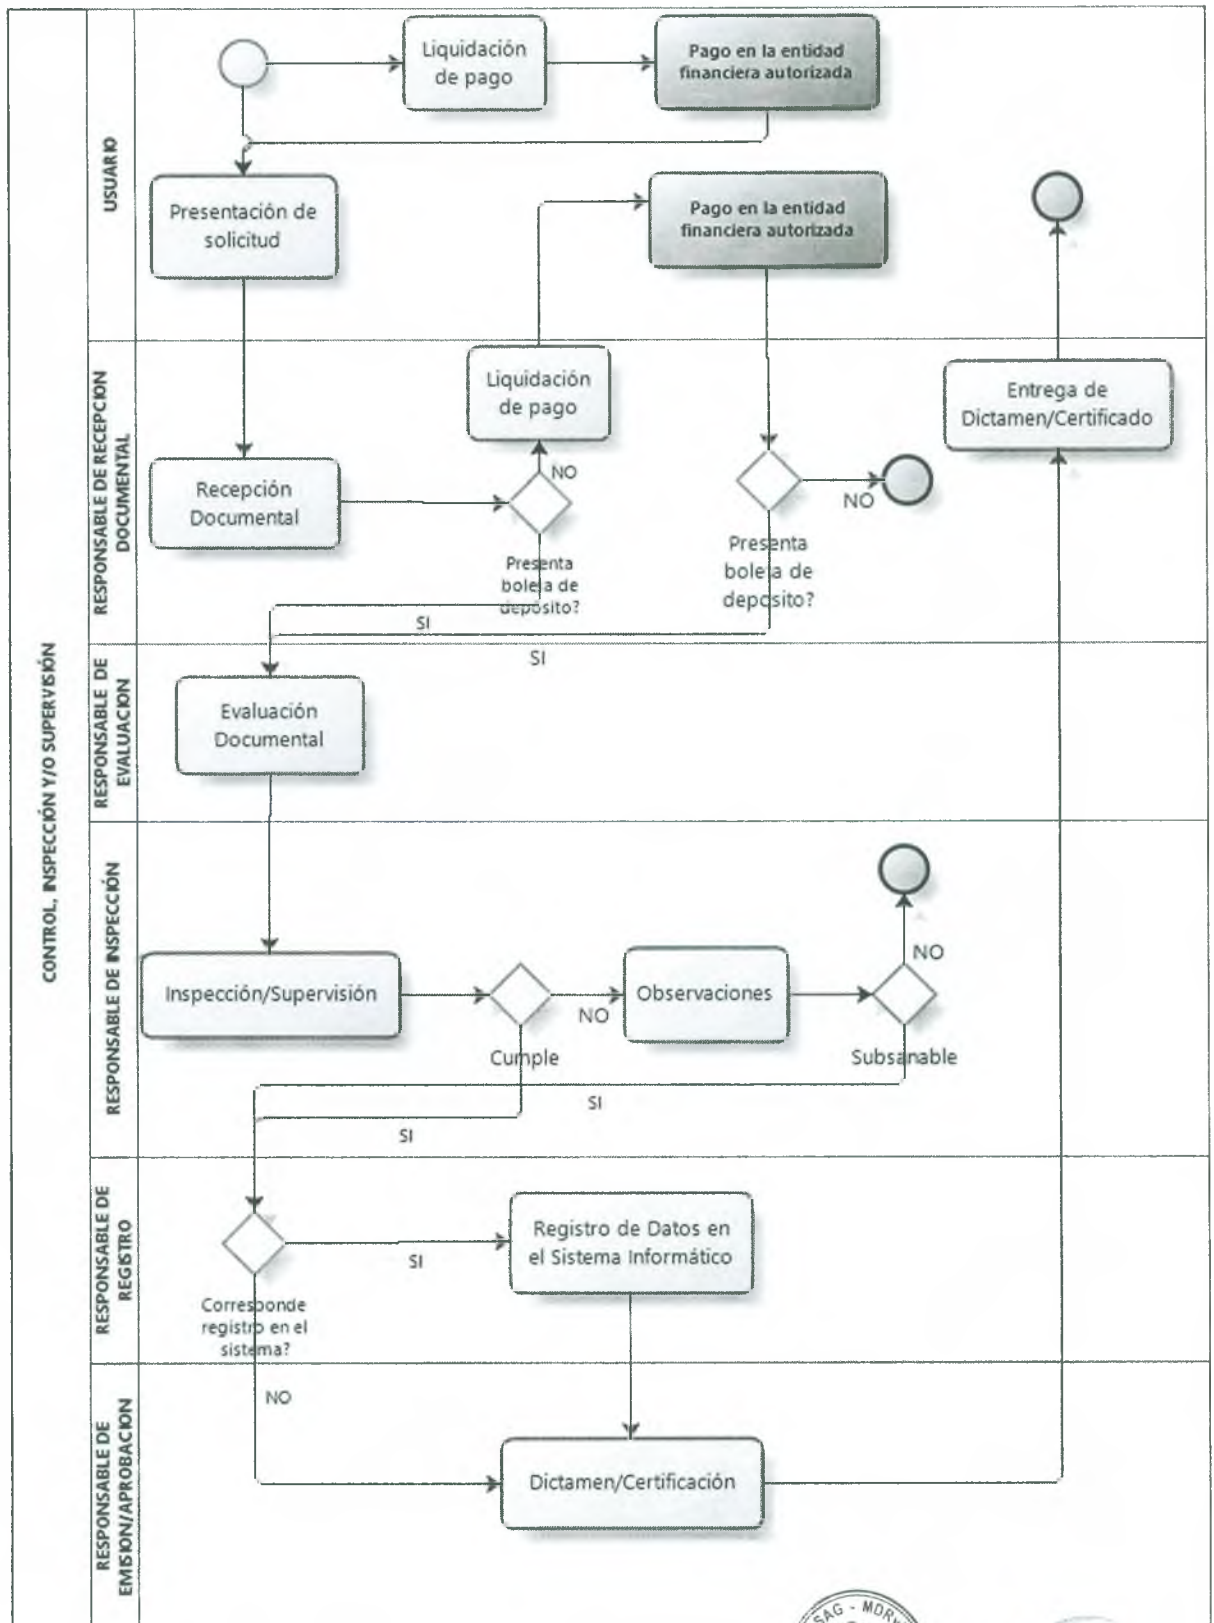 CONTROL, INSPECCIÓN Y/O SUPERVISIÓN
USUARIO
Liquidación
de pago
Pago en la entidad
financiera autorizada
Presentación de
solicitud
Pago en la entidad
financiera autorizada
RESPONSABLE DE RECEPCION
DOCUMENTAL
Liquidación
de pago
Entrega de
Dictamen/Certificado
Recepción
Documental
NO
NO
Presenta
boleta de
deposito?
Presenta
boleta de
deposito?
SI
SI
RESPONSABLE DE
EVALUACION
Evaluación
Documental
RESPONSABLE DE INSPECCIÓN
Inspección/Supervisión
NO
Observaciones
NO
Cumple
Subsanable
SI
SI
RESPONSABLE DE
REGISTRO
Registro de Datos en
el Sistema Informático
SI
Corresponde
registro en el
sistema?
RESPONSABLE DE
EMISION/APROBACION
NO
Dictamen/Certificación